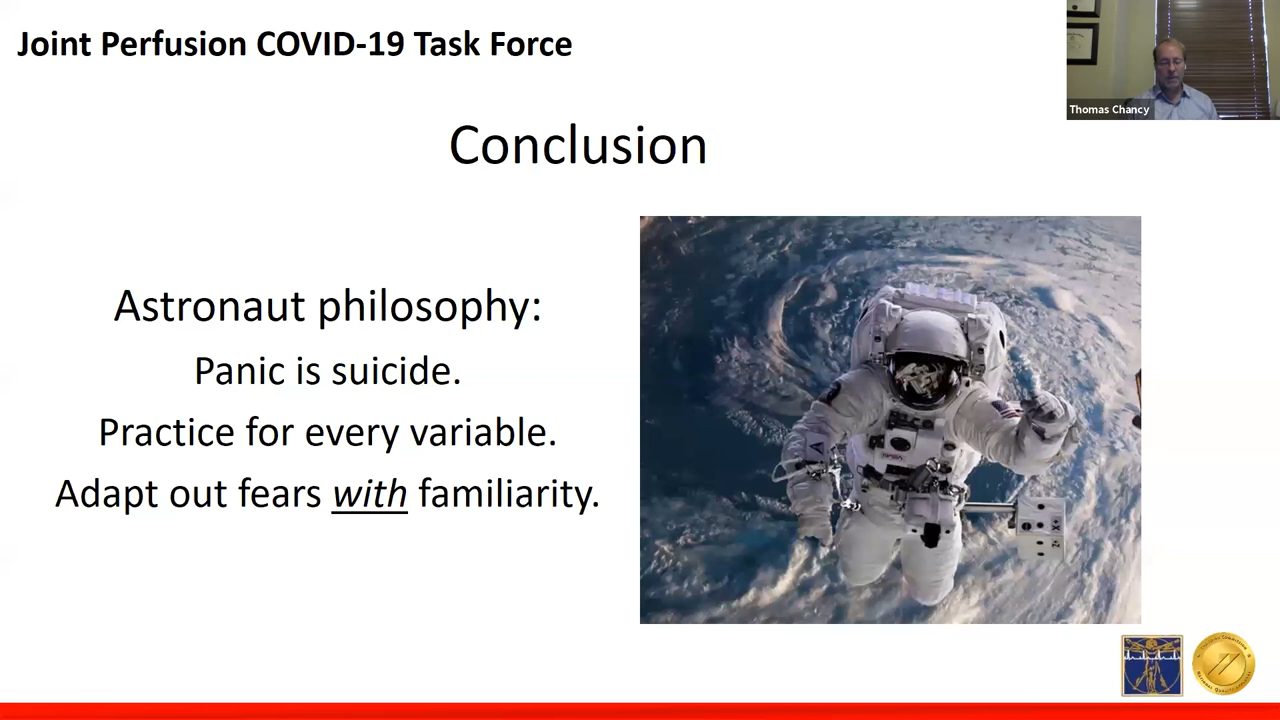 Joint Perfusion COVID-19 Task Force
Thomas Chancy
Conclusion
Astronaut philosophy:
Panic is suicide.
Practice for every variable.
Adapt out fears with familiarity.